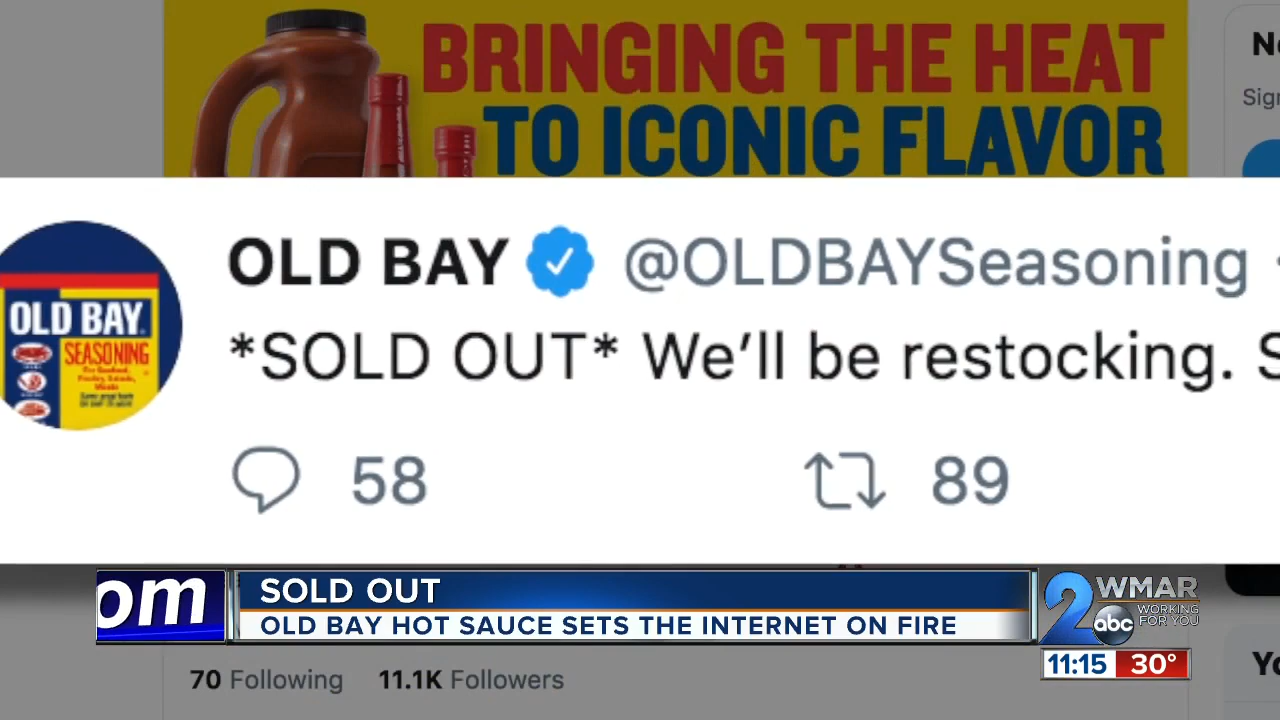 BRINGING THE HEAT
TO ICONIC FLAVOR
OLD BAY @OLDBAYSeasoning
*SOLD OUT* We’ll be restocking. S
OLD BAY
SEASONING
58 89
om
SOLD OUT
OLD BAY HOT SAUCE SETS THE INTERNET ON FIRE
2 WMAR
abc WORKING
FOR YOU
11:15 30°
70 Following 11.1K Followers